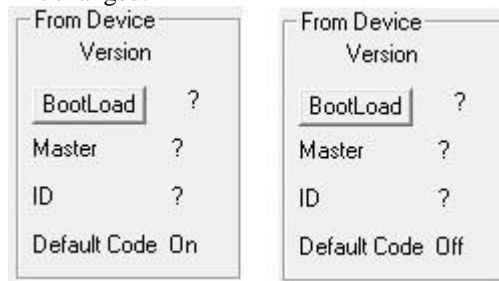 From Device
Version
BootLoad ?
Master ?
ID ?
Default Code On
From Device
Version
BootLoad ?
Master ?
ID ?
Default Code Off